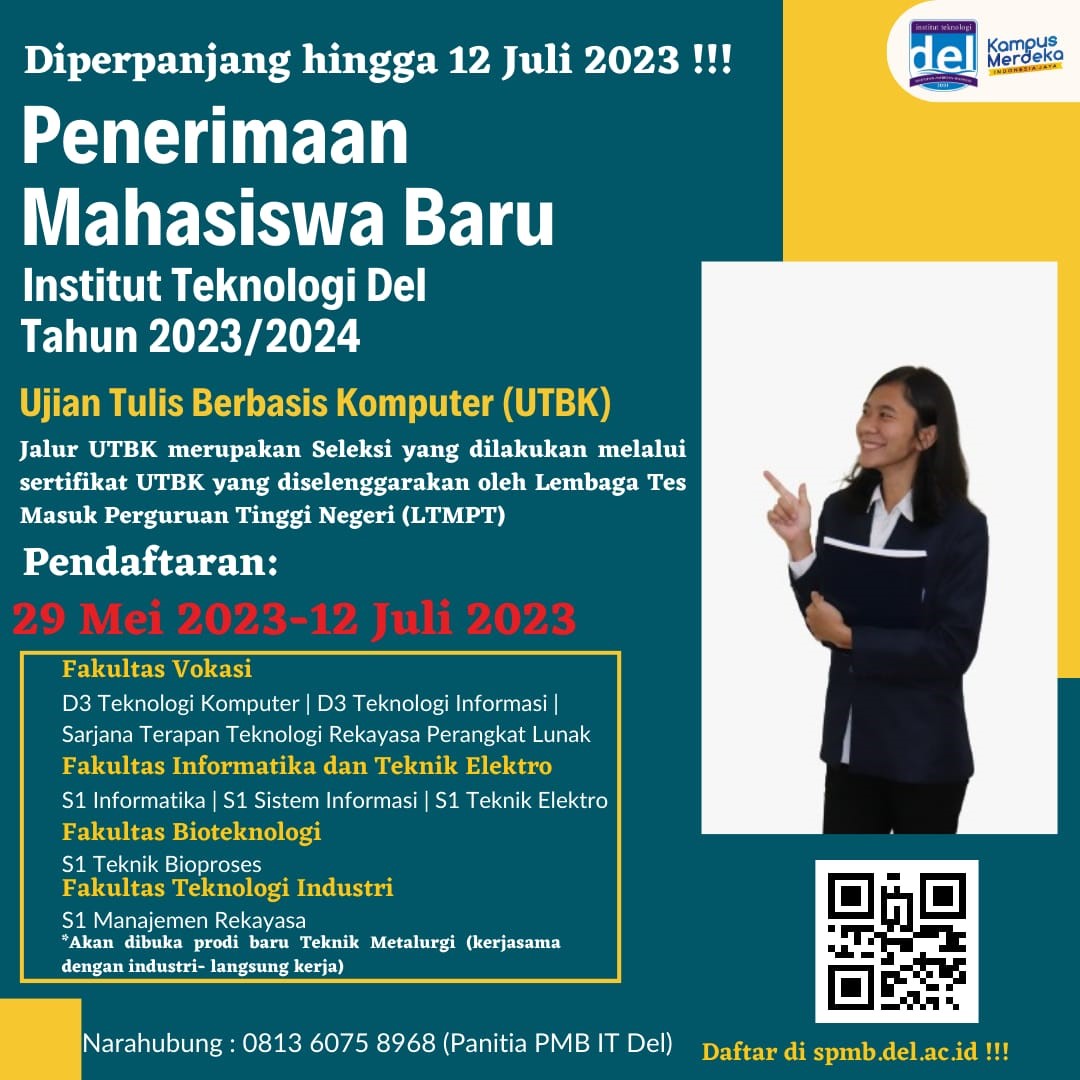 Diperpanjang hingga 12 Juli 2023 !!!
institut teknologi
del
2001
Kampus
Merdeka
INDONESIA JAYA
Penerimaan
Mahasiswa Baru
Institut Teknologi Del
Tahun 2023/2024
Ujian Tulis Berbasis Komputer (UTBK)
Jalur UTBK merupakan Seleksi yang dilakukan melalui
sertifikat UTBK yang diselenggarakan oleh Lembaga Tes
Masuk Perguruan Tinggi Negeri (LTMPT)
Pendaftaran:
29 Mei 2023-12 Juli 2023
Fakultas Vokasi
D3 Teknologi Komputer | D3 Teknologi Informasi |
Sarjana Terapan Teknologi Rekayasa Perangkat Lunak
Fakultas Informatika dan Teknik Elektro
S1 Informatika | S1 Sistem Informasi | S1 Teknik Elektro
Fakultas Bioteknologi
S1 Teknik Bioproses
Fakultas Teknologi Industri
S1 Manajemen Rekayasa
*Akan dibuka prodi baru Teknik Metalurgi (kerjasama
dengan industri- langsung kerja)
Narahubung : 0813 6075 8968 (Panitia PMB IT Del)
Daftar di spmb.del.ac.id !!!